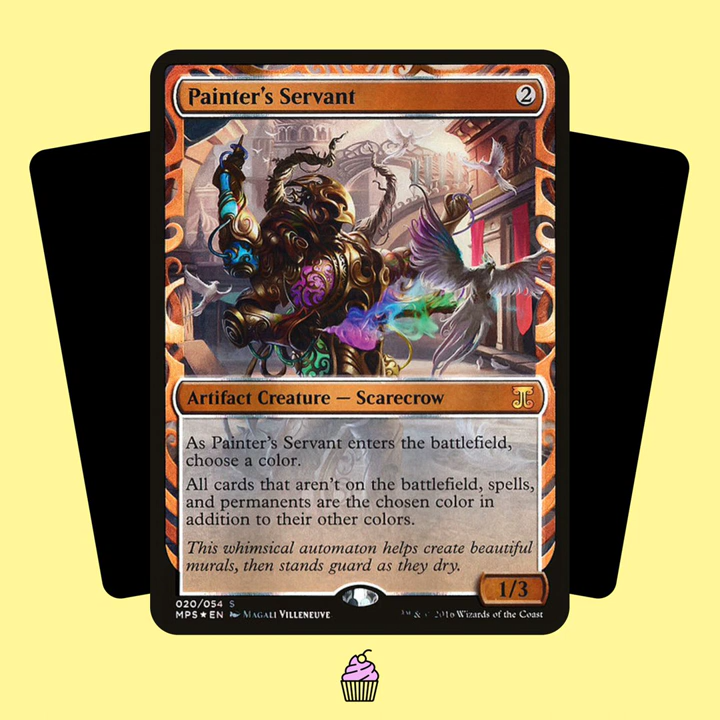 Painter's Servant
2
Artifact Creature — Scarecrow
As Painter's Servant enters the battlefield,
choose a color.
All cards that aren't on the battlefield, spells,
and permanents are the chosen color in
addition to their other colors.
This whimsical automaton helps create beautiful
murals, then stands guard as they dry.
1/3
020/054 S
MPS★EN Magali Villeneuve
™ & © 2016 Wizards of the Coast